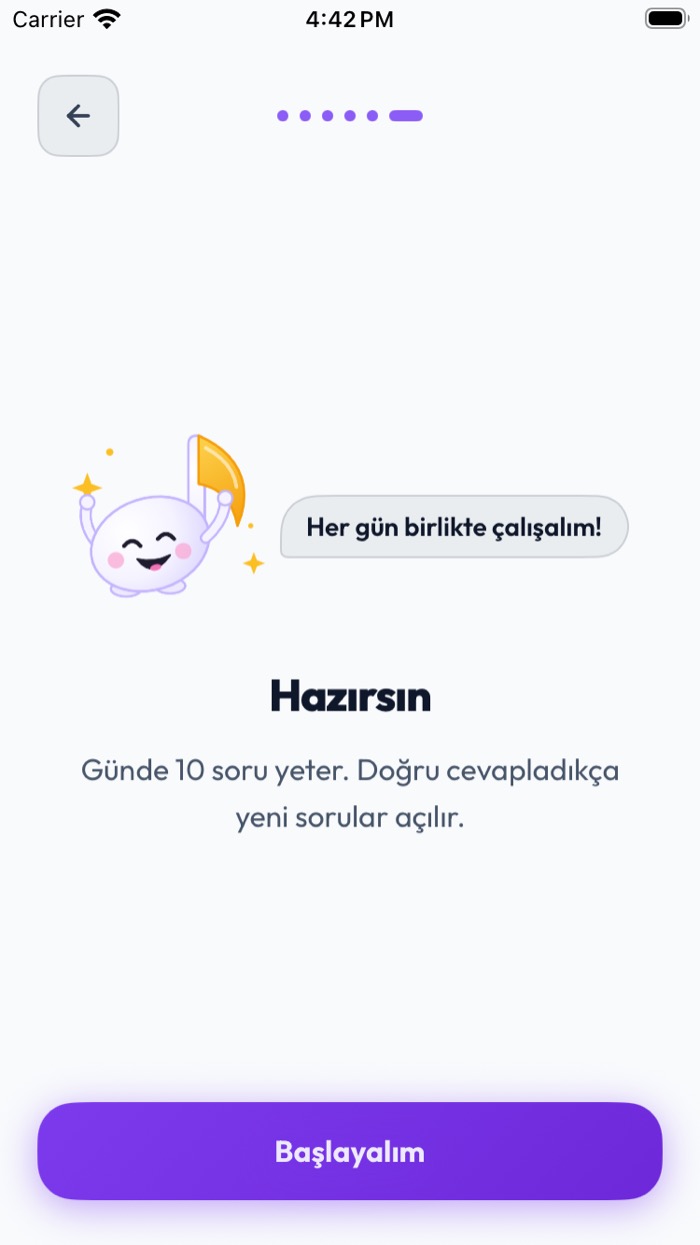 Carrier 4:42 PM
Her gün birlikte çalışalım!
Hazırsın
Günde 10 soru yeter. Doğru cevapladıkça
yeni sorular açılır.
Başlayalım